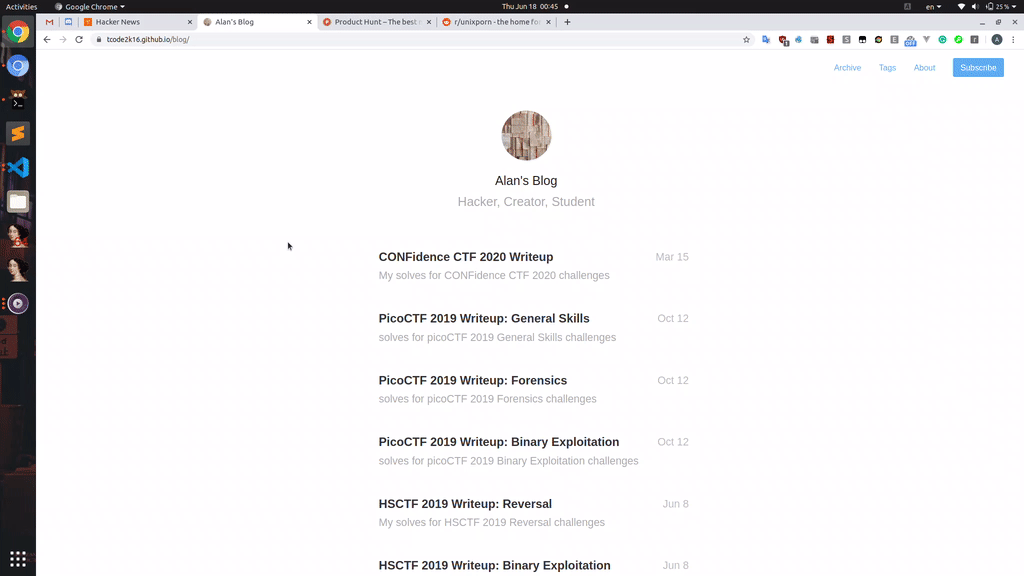 Activities
Google Chrome
Thu Jun 18 00:45
en
25 %
Hacker News
Alan's Blog
Product Hunt – The best n
r/unixporn - the home for
tcode2k16.github.io/blog/
Archive
Tags
About
Subscribe
Alan's Blog
Hacker, Creator, Student
CONFidence CTF 2020 Writeup
Mar 15
My solves for CONFidence CTF 2020 challenges
PicoCTF 2019 Writeup: General Skills
Oct 12
solves for picoCTF 2019 General Skills challenges
PicoCTF 2019 Writeup: Forensics
Oct 12
solves for picoCTF 2019 Forensics challenges
PicoCTF 2019 Writeup: Binary Exploitation
Oct 12
solves for picoCTF 2019 Binary Exploitation challenges
HSCTF 2019 Writeup: Reversal
Jun 8
My solves for HSCTF 2019 Reversal challenges
HSCTF 2019 Writeup: Binary Exploitation
Jun 8